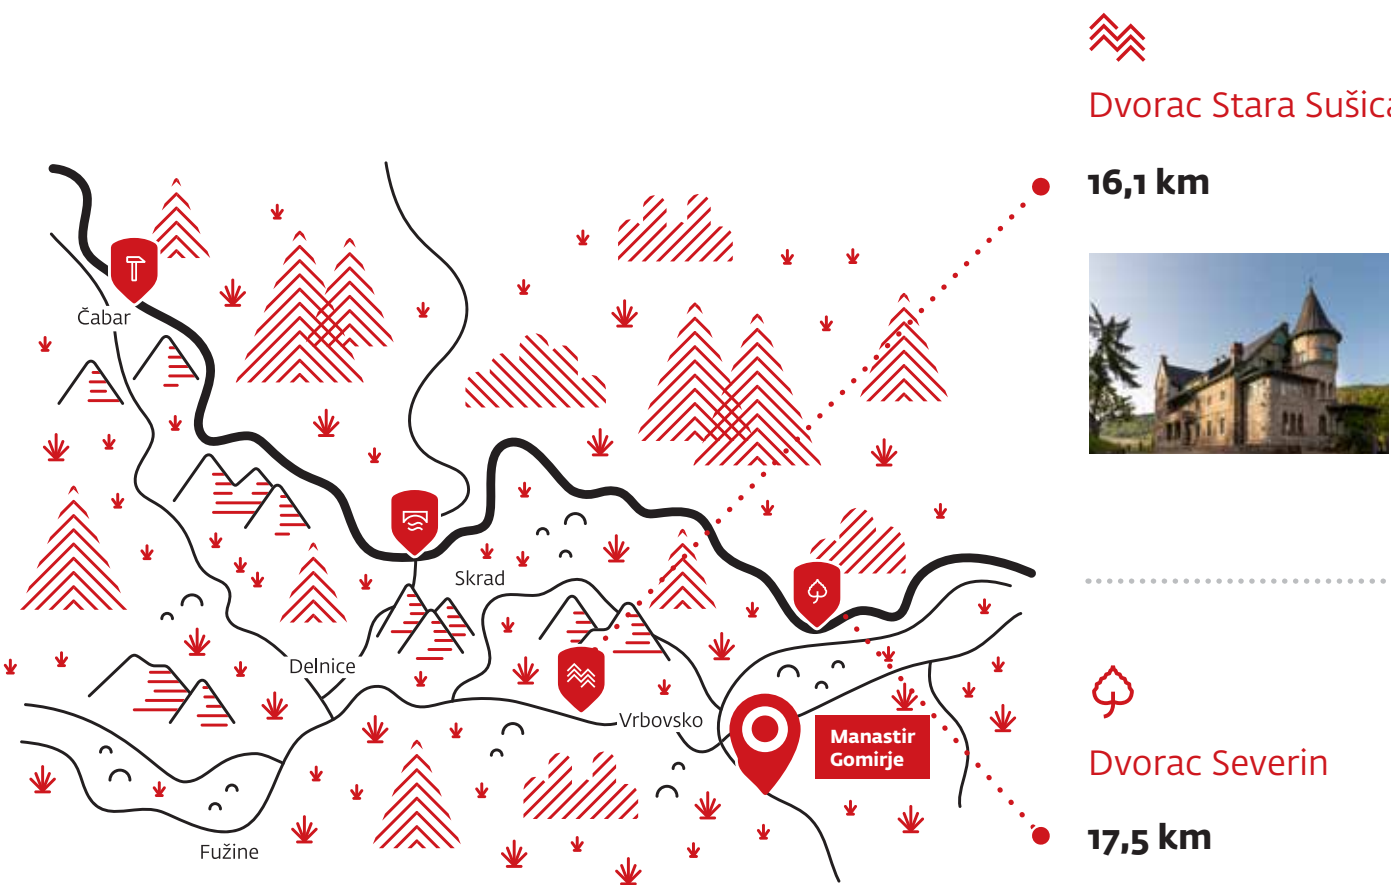 Dvorac Stara Sušica
16,1 km
Čabar
Skrad
Delnice
Vrbovsko
Manastir
Gomirje
Fužine
Dvorac Severin
17,5 km